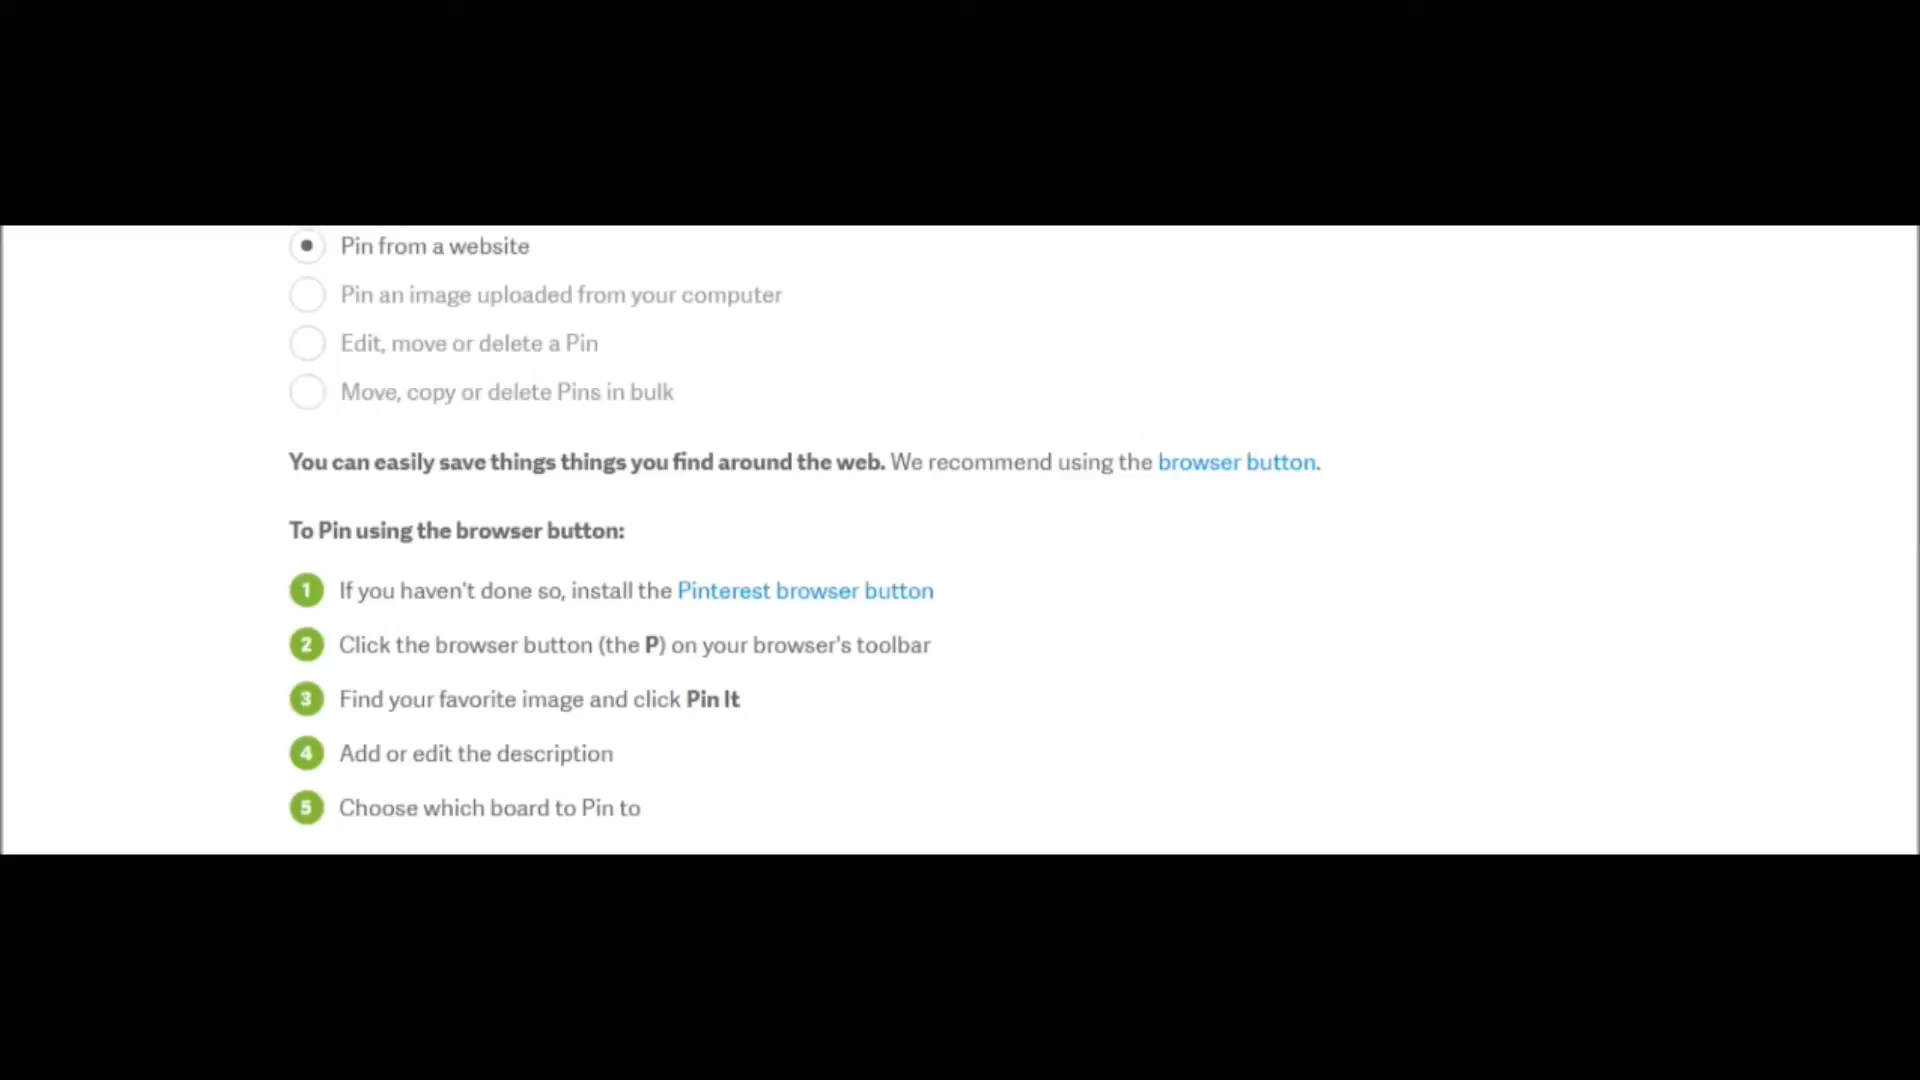 Pin from a website
Pin an image uploaded from your computer
Edit, move or delete a Pin
Move, copy or delete Pins in bulk
You can easily save things things you find around the web. We recommend using the browser button.
To Pin using the browser button:
1 If you haven't done so, install the Pinterest browser button
2 Click the browser button (the P) on your browser's toolbar
3 Find your favorite image and click Pin It
4 Add or edit the description
5 Choose which board to Pin to